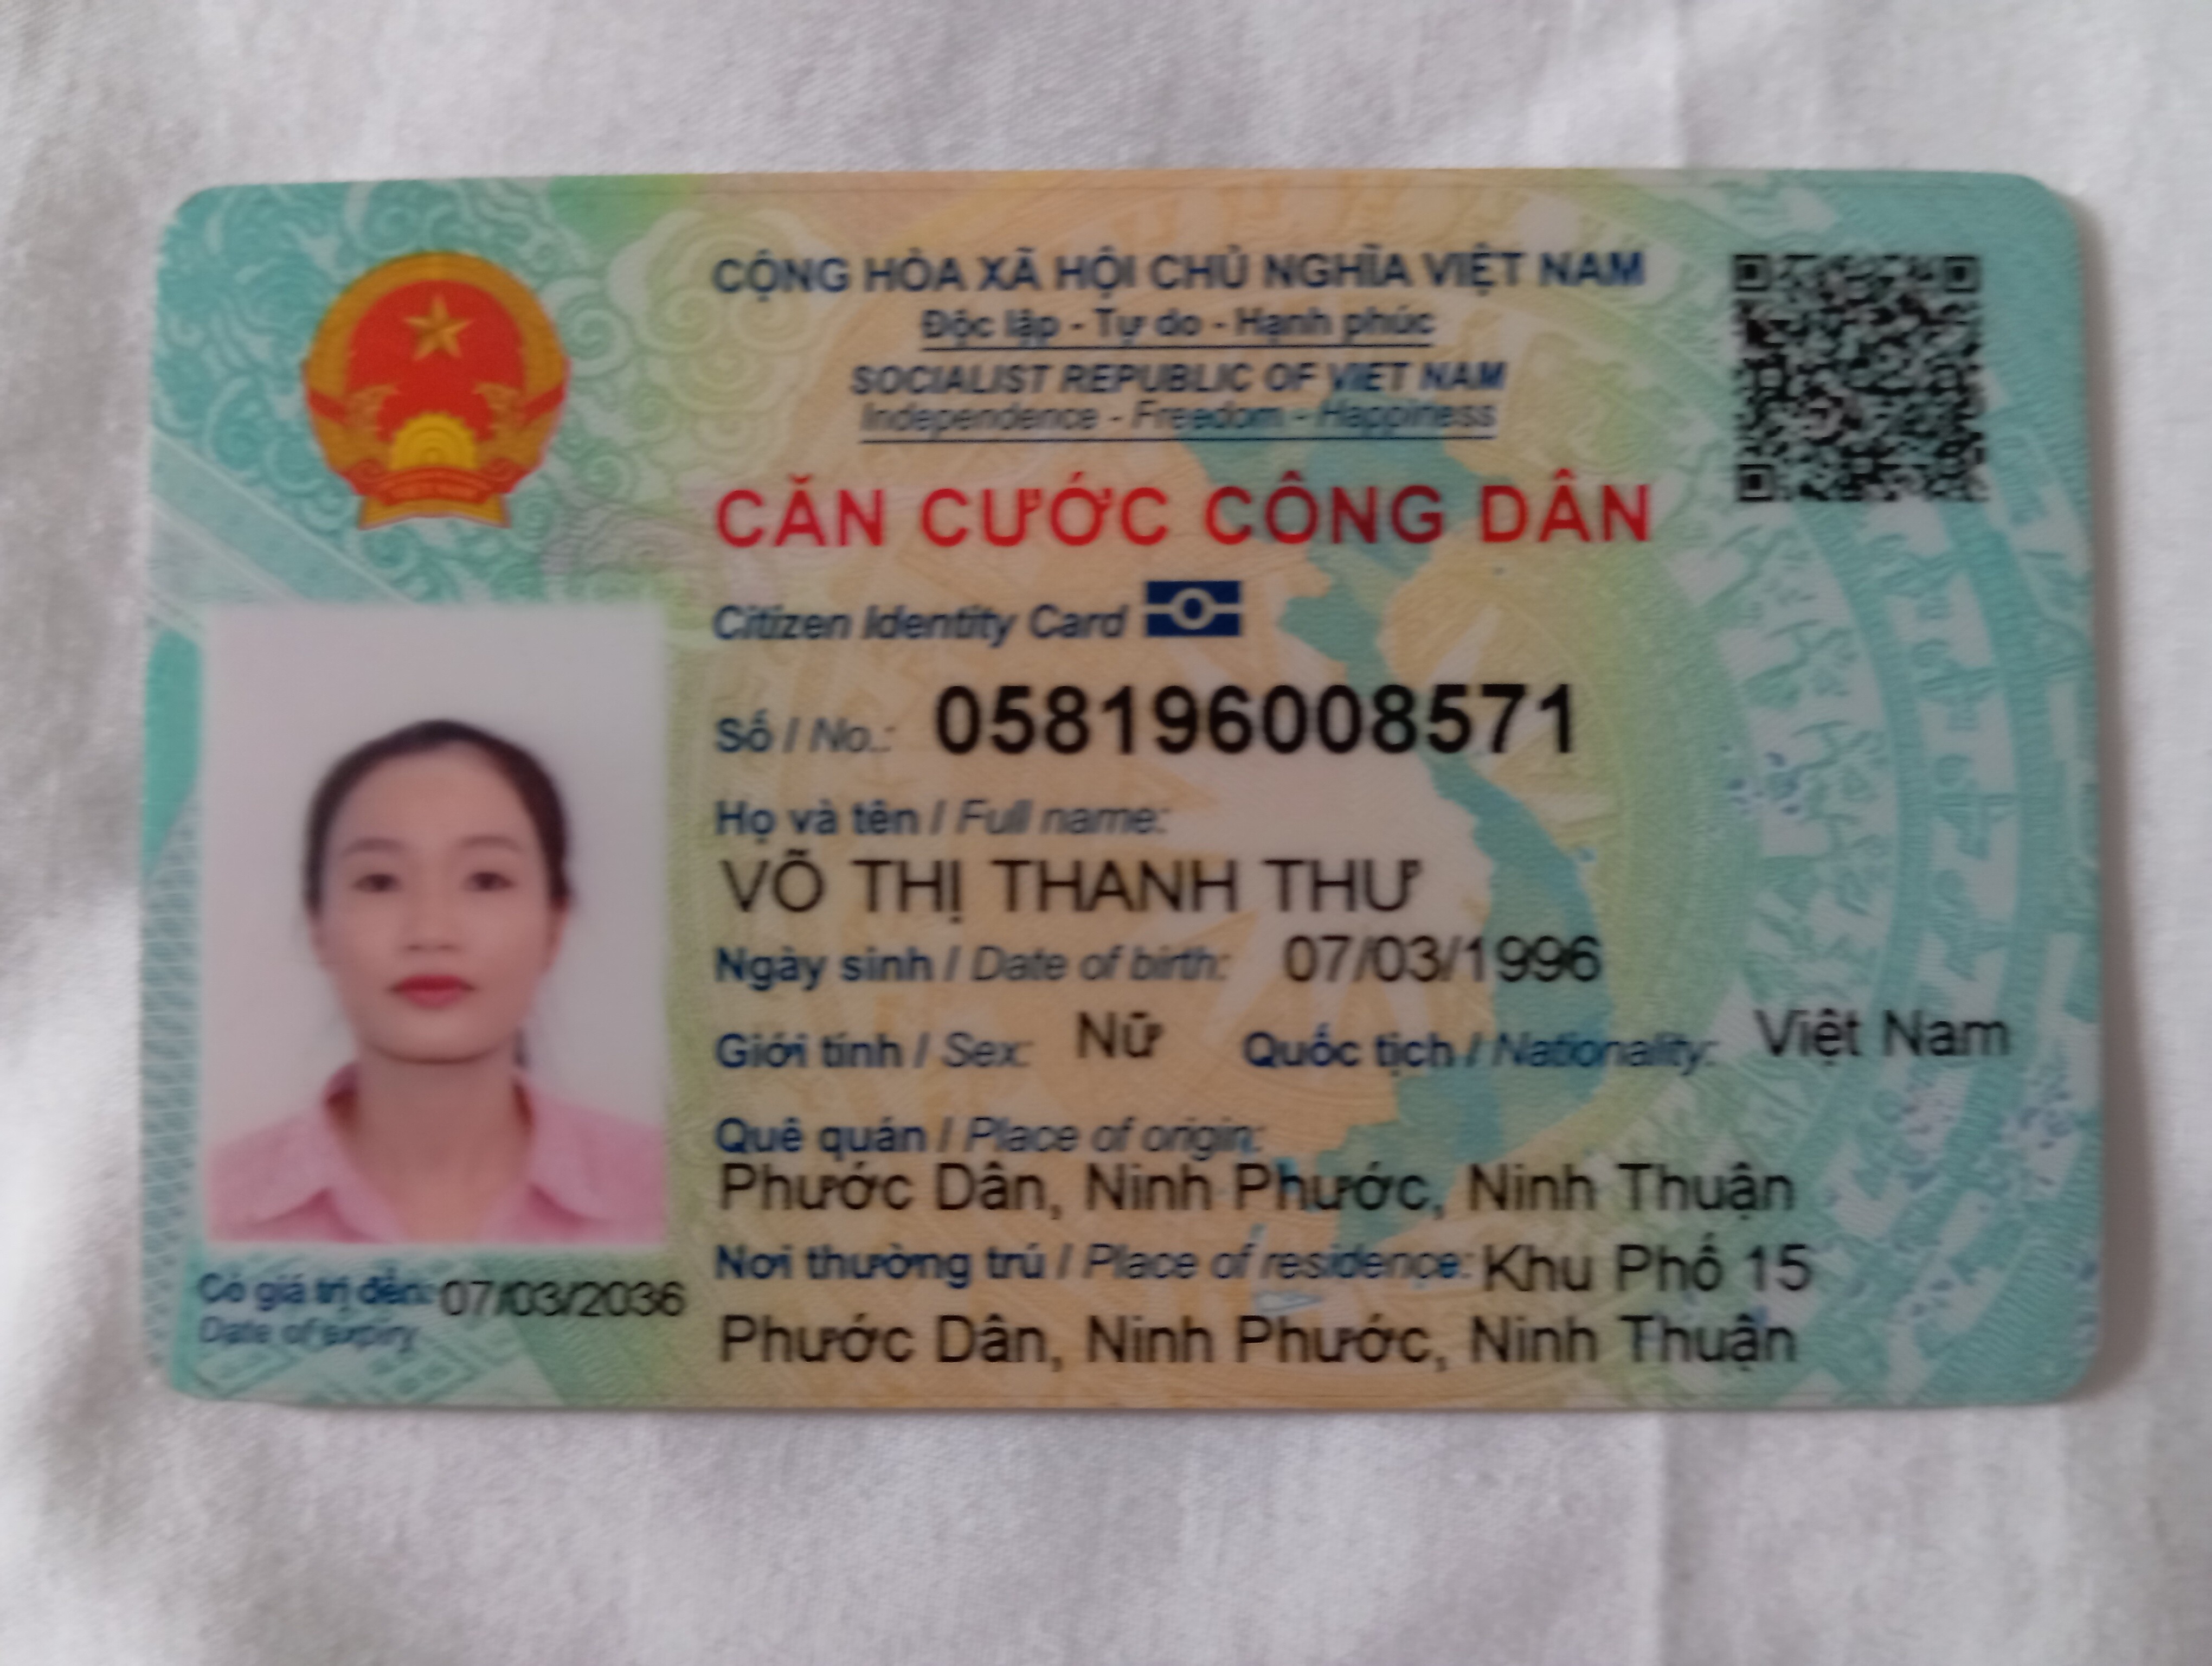 CỘNG HÒA XÃ HỘI CHỦ NGHĨA VIỆT NAM
Độc lập - Tự do - Hạnh phúc
SOCIALIST REPUBLIC OF VIET NAM
Independence - Freedom - Happiness
CĂN CƯỚC CÔNG DÂN
Citizen Identity Card
Số / No.: 058196008571
Họ và tên / Full name:
VÕ THỊ THANH THƯ
Ngày sinh / Date of birth: 07/03/1996
Giới tính / Sex: Nữ Quốc tịch / Nationality: Việt Nam
Quê quán / Place of origin:
Phước Dân, Ninh Phước, Ninh Thuận
Nơi thường trú / Place of residence: Khu Phố 15
Phước Dân, Ninh Phước, Ninh Thuận
Có giá trị đến: 07/03/2036
Date of expiry